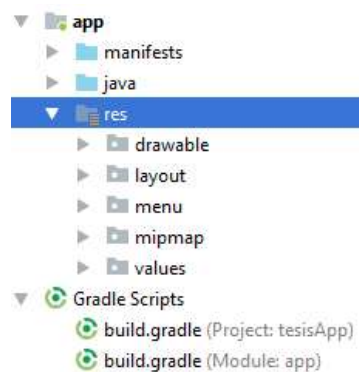 app
manifests
java
res
drawable
layout
menu
mipmap
values
Gradle Scripts
build.gradle (Project: tesisApp)
build.gradle (Module: app)